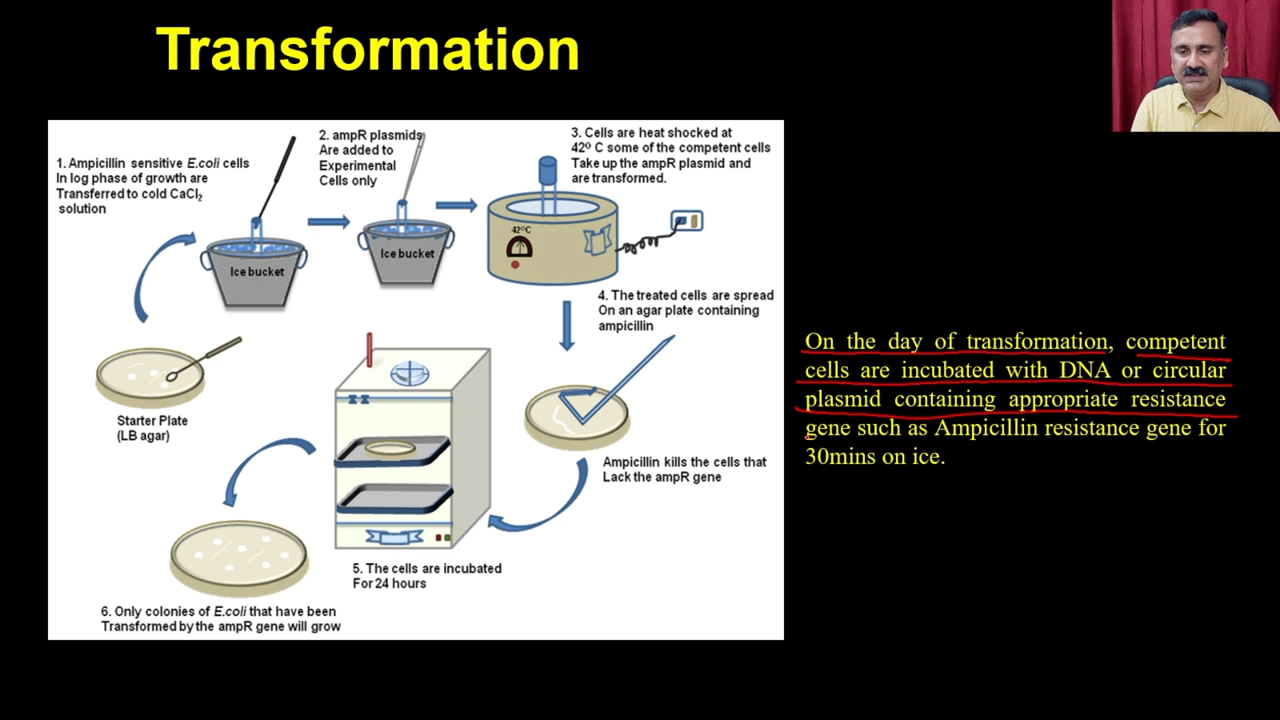 Transformation
1. Ampicillin sensitive E.coli cells
In log phase of growth are
Transferred to cold CaCl₂
solution
2. ampR plasmids
Are added to
Experimental
Cells only
3. Cells are heat shocked at
42⁰ C some of the competent cells
Take up the ampR plasmid and
are transformed.
Ice bucket
Ice bucket
42⁰C
4. The treated cells are spread
On an agar plate containing
ampicillin
Starter Plate
(LB agar)
Ampicillin kills the cells that
Lack the ampR gene
5. The cells are incubated
For 24 hours
6. Only colonies of E.coli that have been
Transformed by the ampR gene will grow
On the day of transformation, competent
cells are incubated with DNA or circular
plasmid containing appropriate resistance
gene such as Ampicillin resistance gene for
30mins on ice.